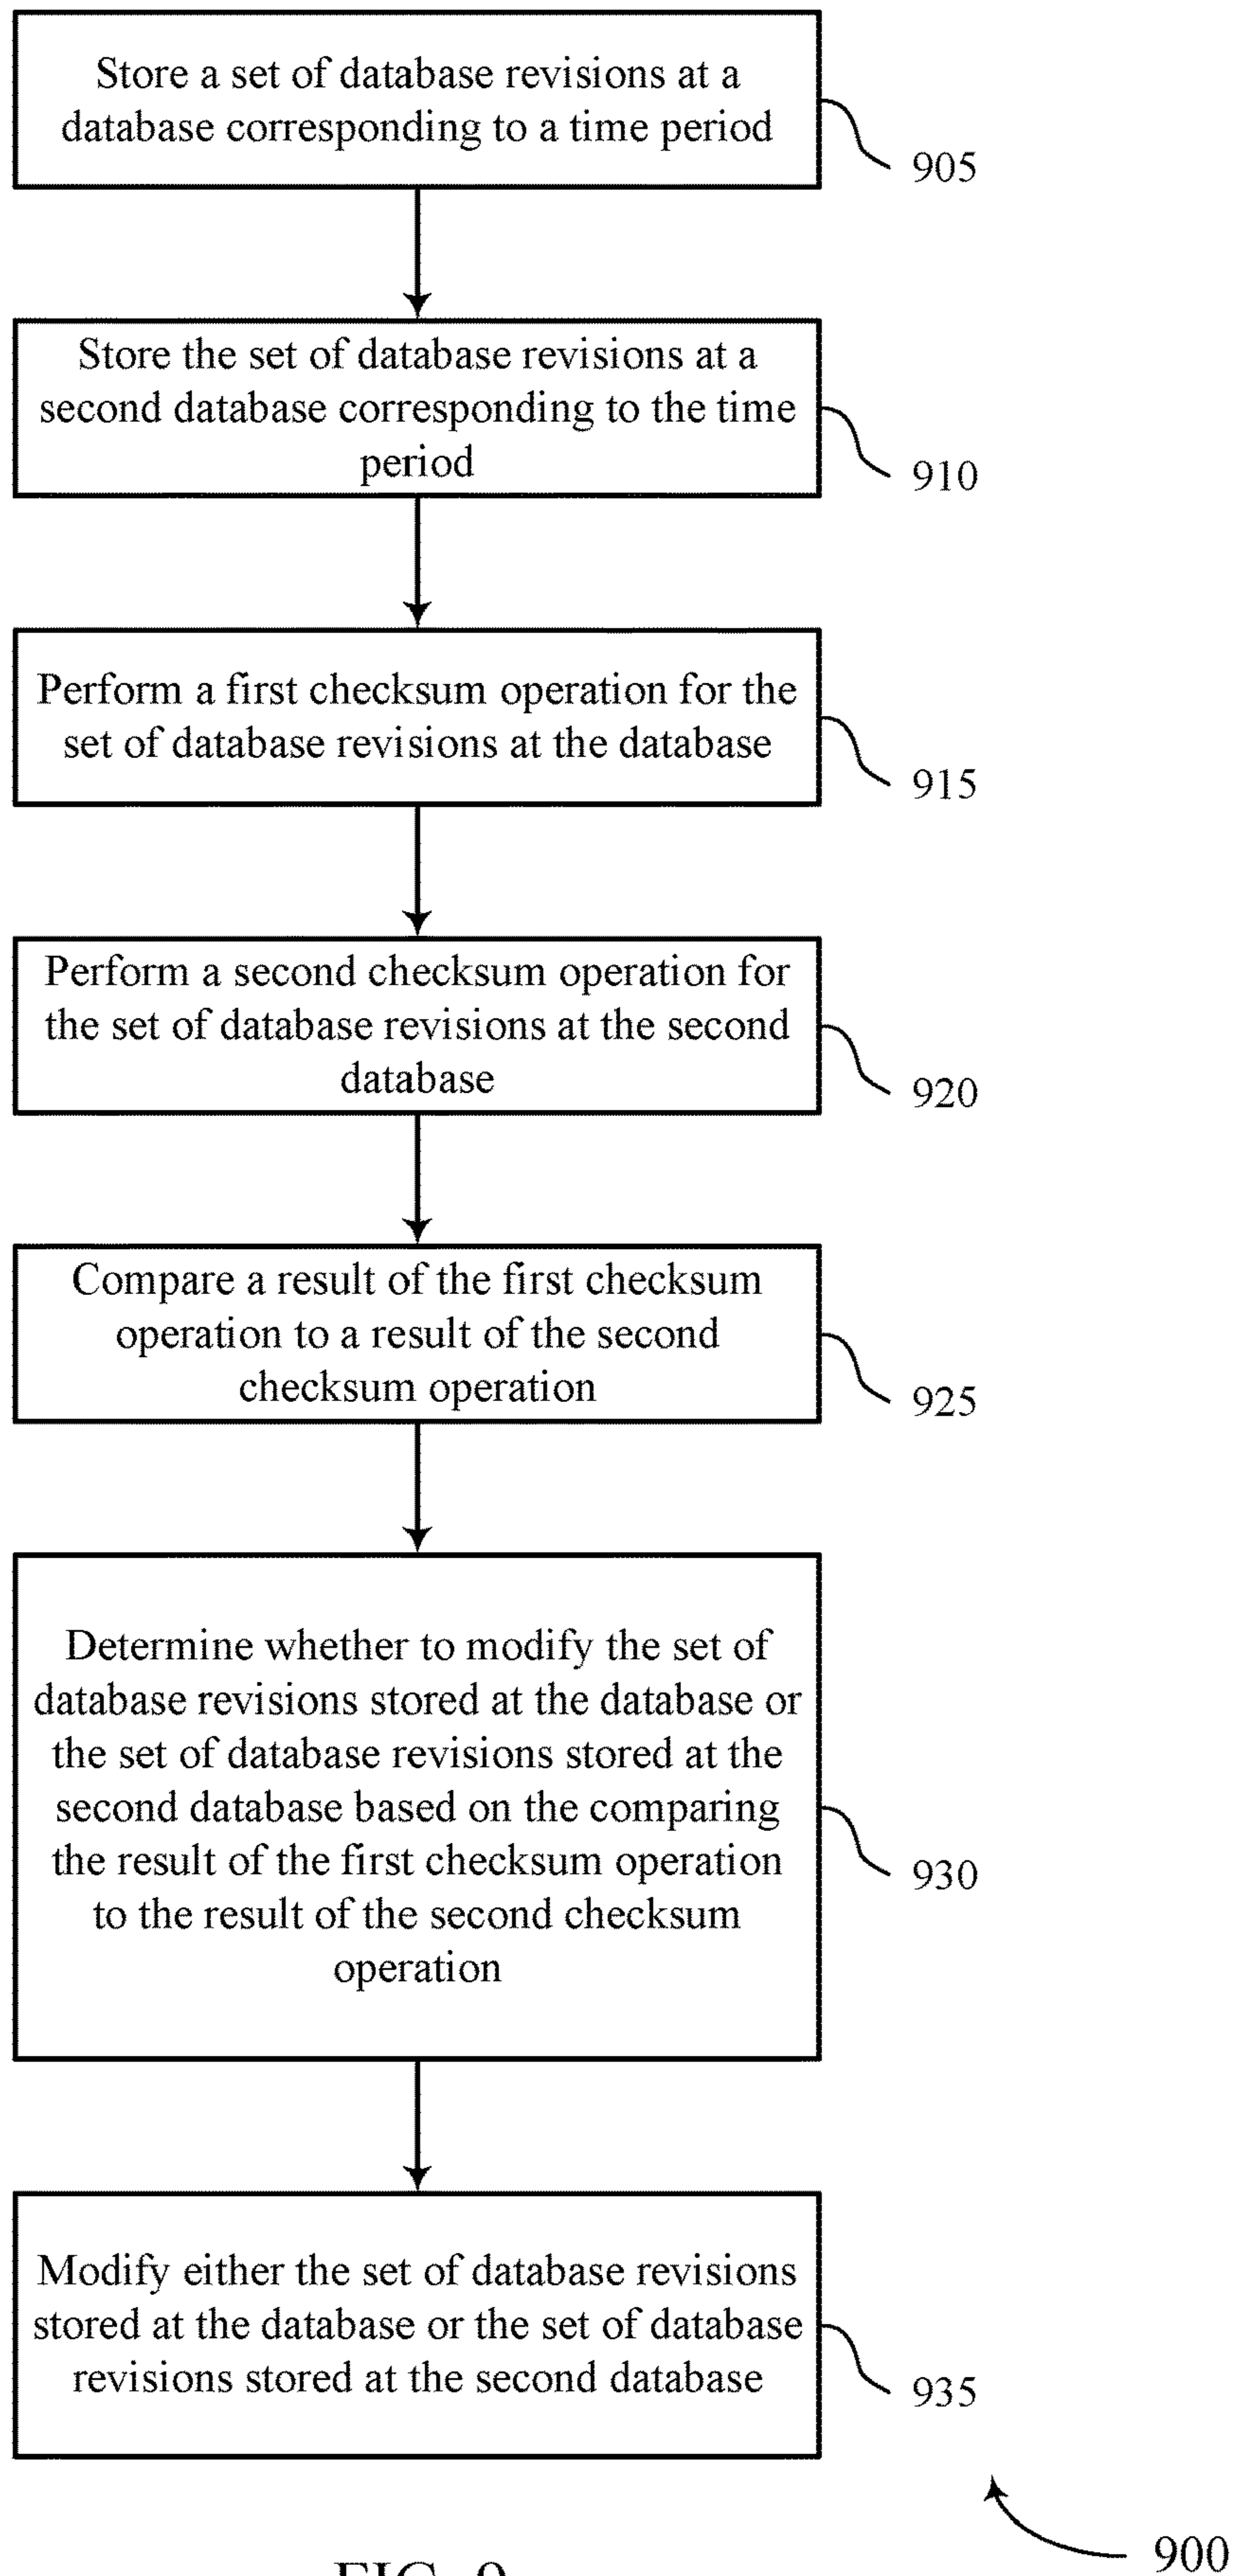 Store a set of database revisions at a
database corresponding to a time period
905
Store the set of database revisions at a
second database corresponding to the time
period
910
Perform a first checksum operation for the
set of database revisions at the database
915
Perform a second checksum operation for
the set of database revisions at the second
database
920
Compare a result of the first checksum
operation to a result of the second
checksum operation
925
Determine whether to modify the set of
database revisions stored at the database or
the set of database revisions stored at the
second database based on the comparing
the result of the first checksum operation
to the result of the second checksum
operation
930
Modify either the set of database revisions
stored at the database or the set of database
revisions stored at the second database
935
900
FIG. 9